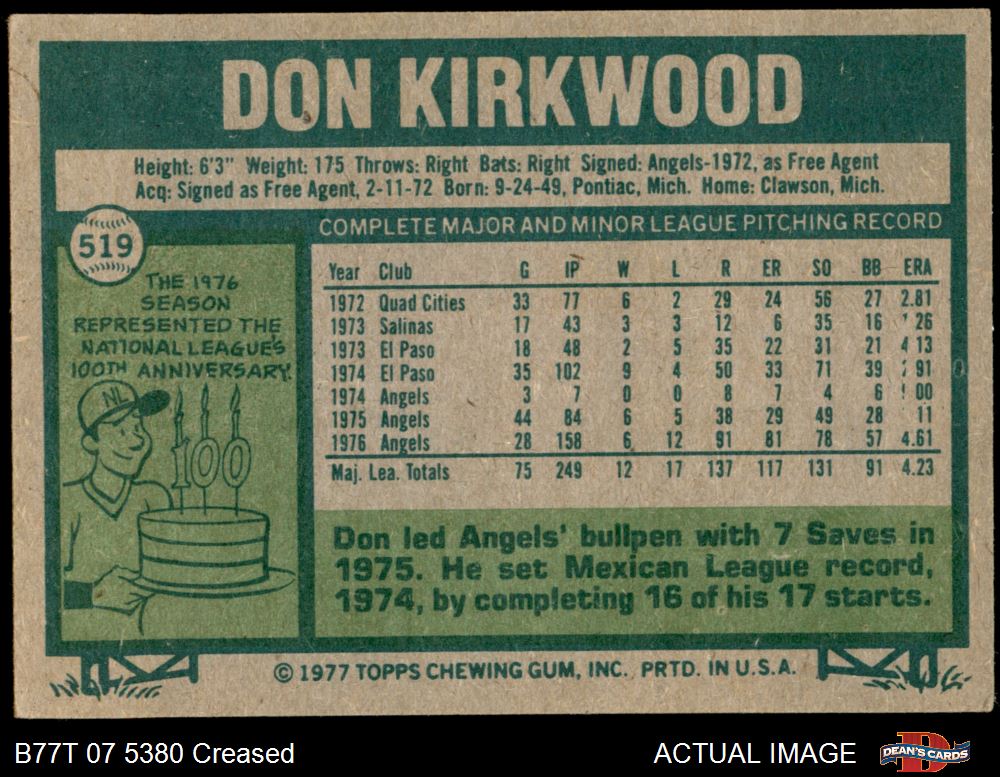 DON KIRKWOOD
Height: 6'3" Weight: 175 Throws: Right Bats: Right Signed: Angels-1972, as Free Agent
Acq: Signed as Free Agent, 2-11-72 Born: 9-24-49, Pontiac, Mich. Home: Clawson, Mich.
519
THE 1976
SEASON
REPRESENTED THE
NATIONAL LEAGUE'S
100TH ANNIVERSARY.
NL
100
COMPLETE MAJOR AND MINOR LEAGUE PITCHING RECORD
Year Club G IP W L R ER SO BB ERA
1972 Quad Cities 33 77 6 2 29 24 56 27 2.81
1973 Salinas 17 43 3 3 12 6 35 16 26
1973 El Paso 18 48 2 5 35 22 31 21 4 13
1974 El Paso 35 102 9 4 50 33 71 39 91
1974 Angels 3 7 0 0 8 7 4 6 00
1975 Angels 44 84 6 5 38 29 49 28 11
1976 Angels 28 158 6 12 91 81 78 57 4.61
Maj. Lea. Totals 75 249 12 17 137 117 131 91 4.23
Don led Angels' bullpen with 7 Saves in
1975. He set Mexican League record,
1974, by completing 16 of his 17 starts.
© 1977 TOPPS CHEWING GUM, INC. PRTD. IN U.S.A.
B77T 07 5380 Creased
ACTUAL IMAGE
DEAN'S CARDS